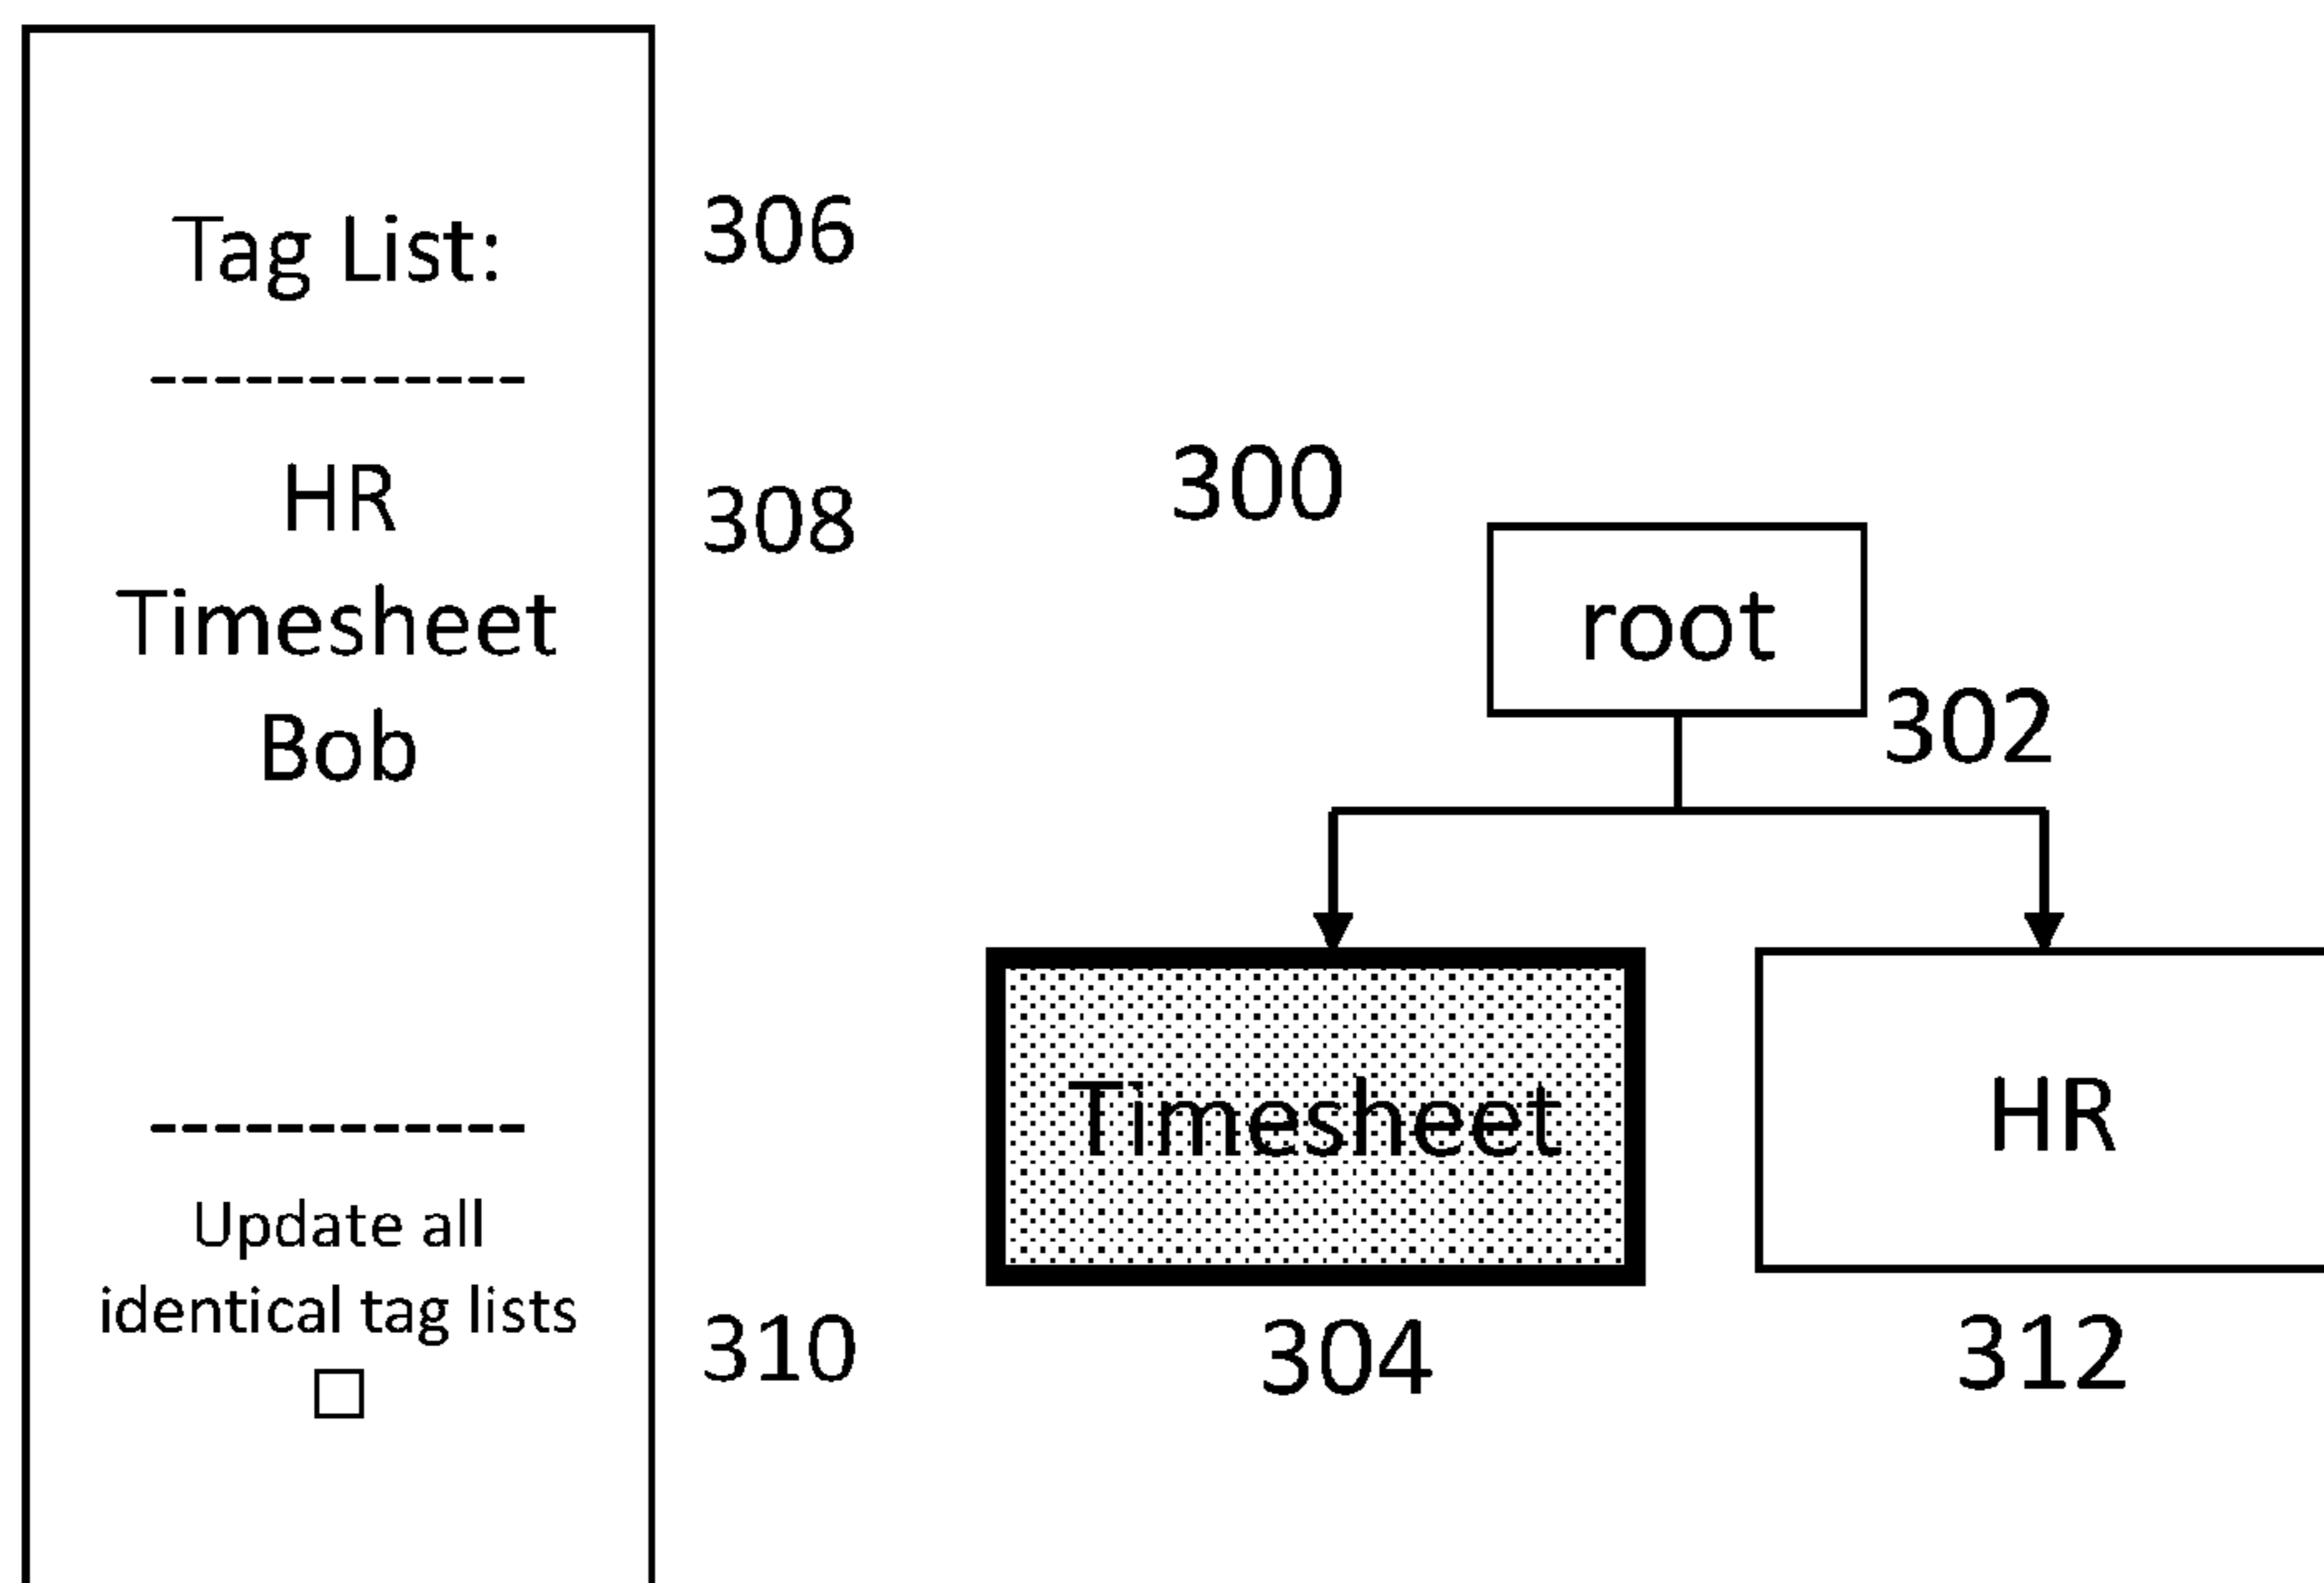 Tag List:
306
------------
HR
308
Timesheet
Bob
------------
Update all
identical tag lists
□
310
300
root
302
Timesheet
HR
304
312